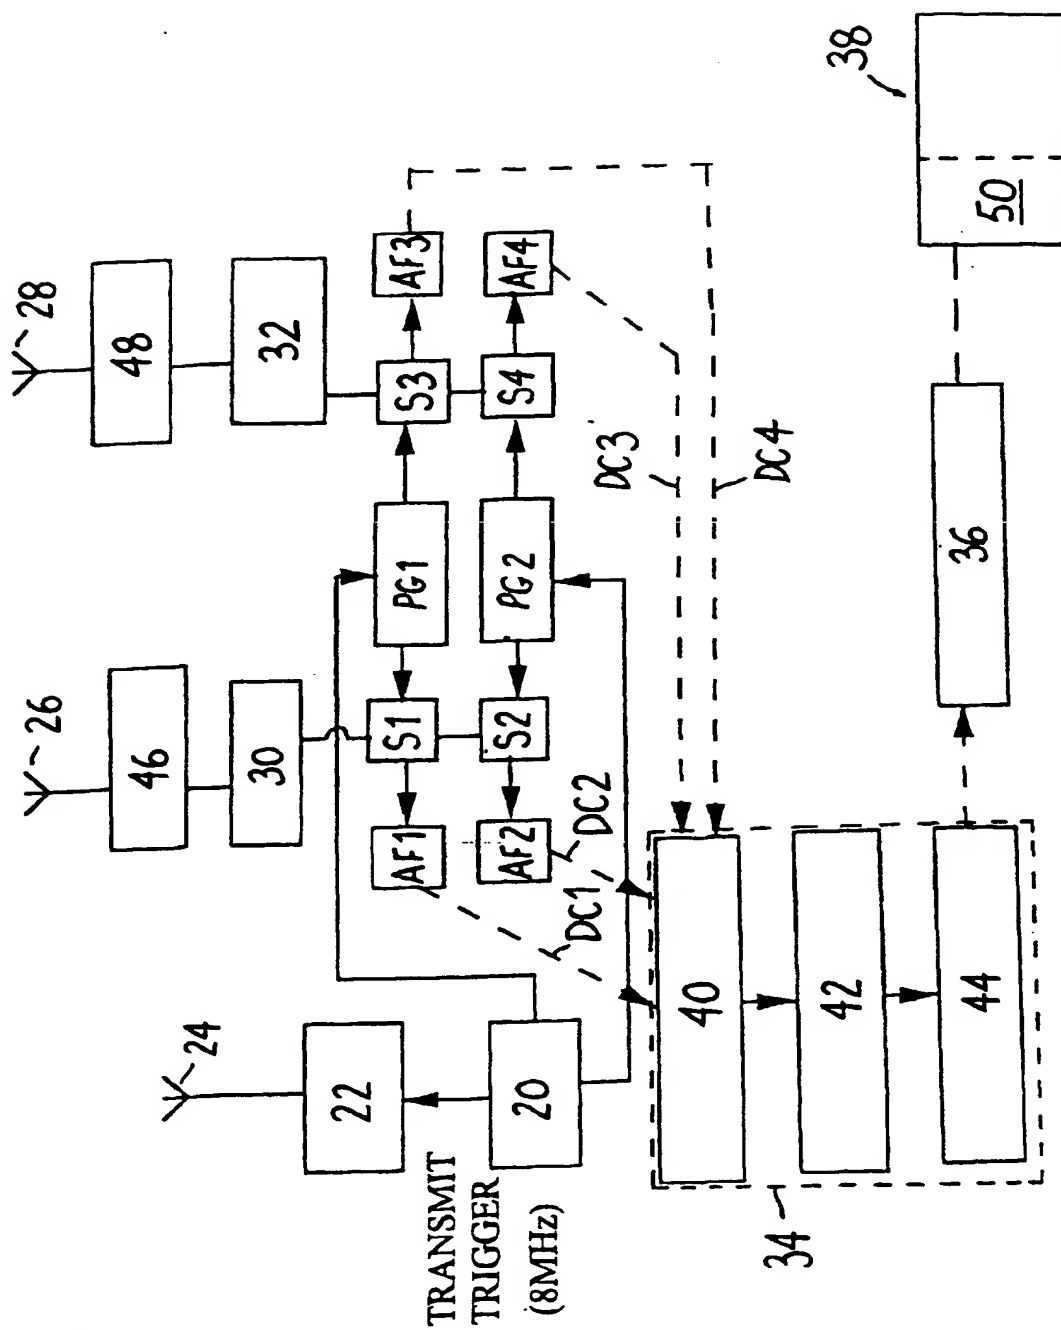 24
26
28
22
46
48
30
32
TRANSMIT
TRIGGER
(8MHz)
20
AF1
S1
PG1
S3
AF3
AF2
S2
PG2
S4
AF4
DC1
DC2
DC3
DC4
34
40
42
44
36
38
50